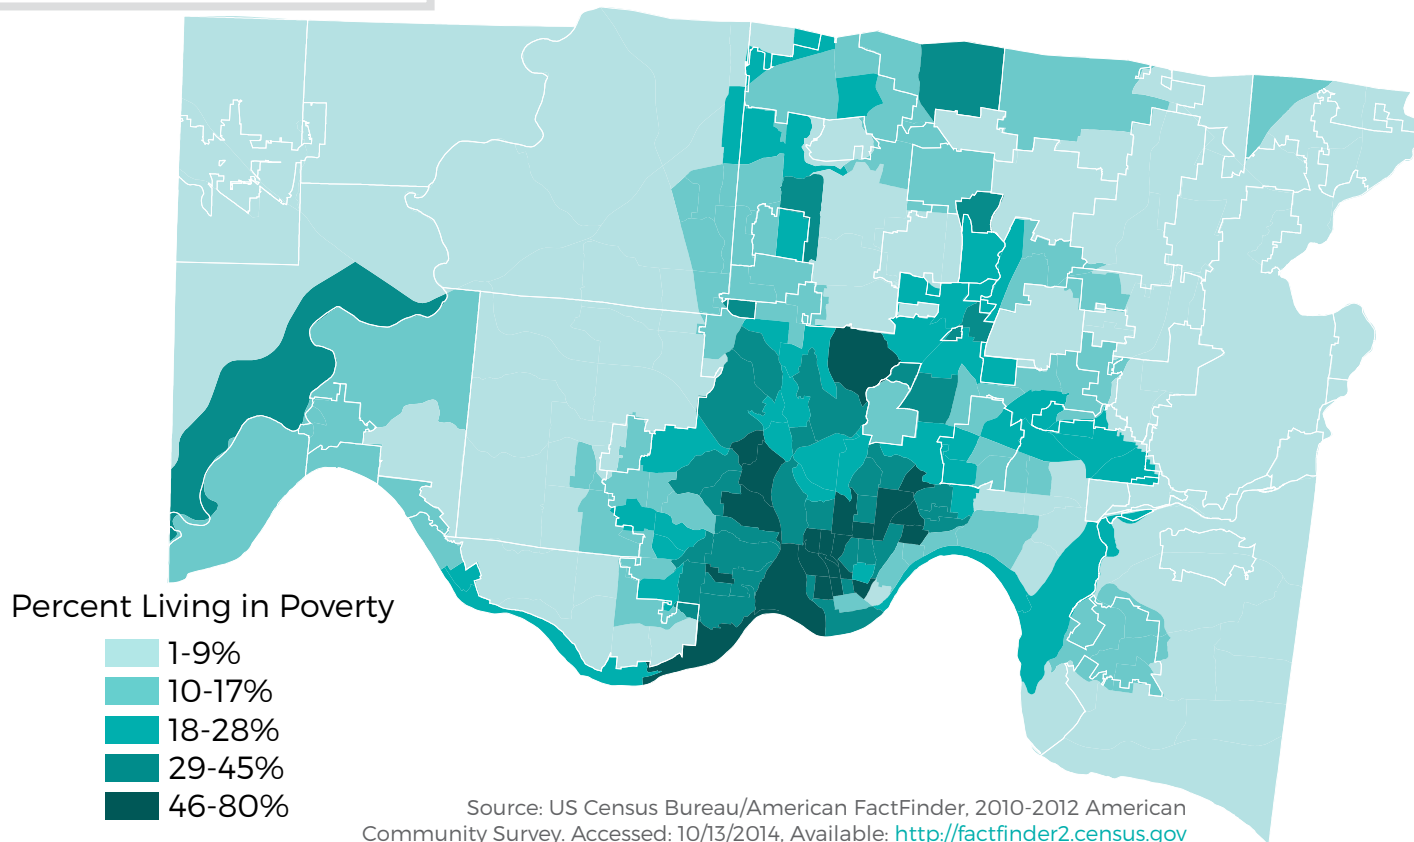 Percent Living in Poverty
1-9%
10-17%
18-28%
29-45%
46-80%
Source: US Census Bureau/American FactFinder, 2010-2012 American
Community Survey. Accessed: 10/13/2014, Available: http://factfinder2.census.gov